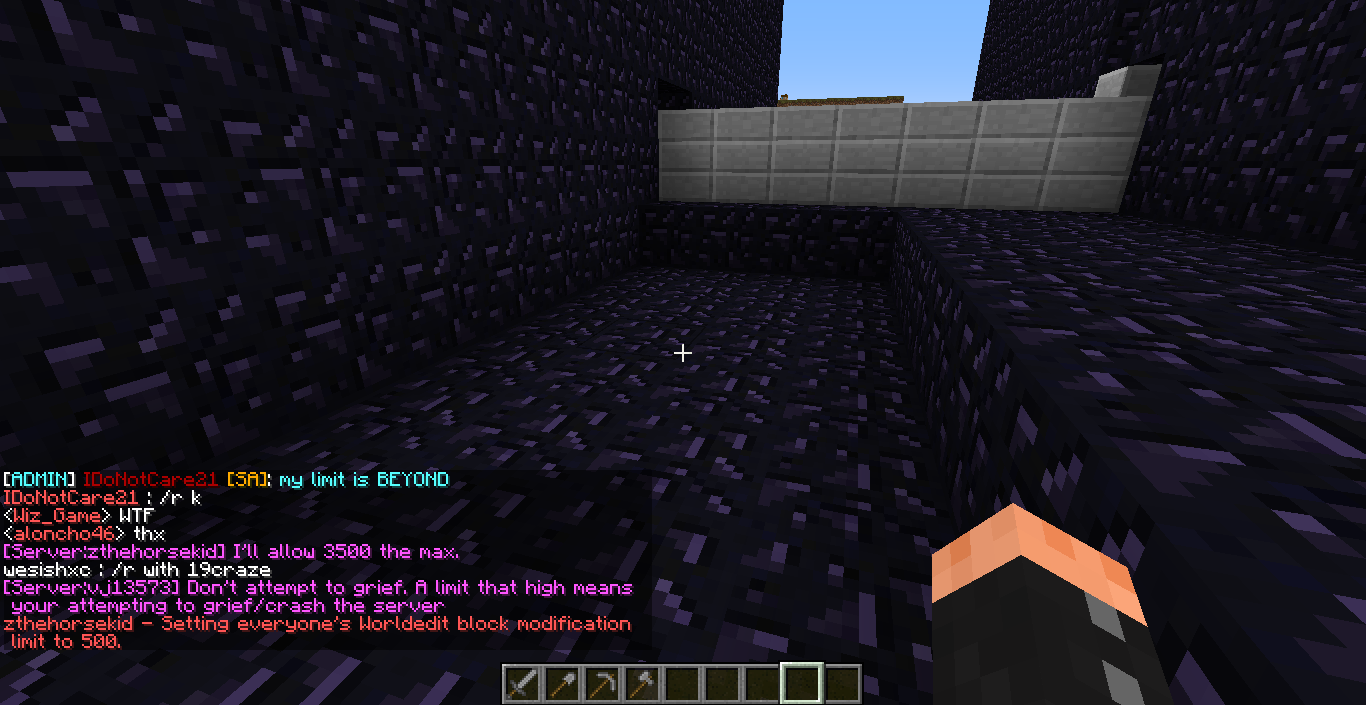 [ADMIN] IDoNotCare21 [SA]: my limit is BEYOND
IDoNotCare21 : /r k
<Wiz_Game> WTF
<aloncho46> thx
[Server:zthehorsekid] I'll allow 3500 the max.
wesishxc : /r with 19craze
[Server:vj13573] Don't attempt to grief. A limit that high means
your attempting to grief/crash the server
zthehorsekid - Setting everyone's Worldedit block modification
limit to 500.